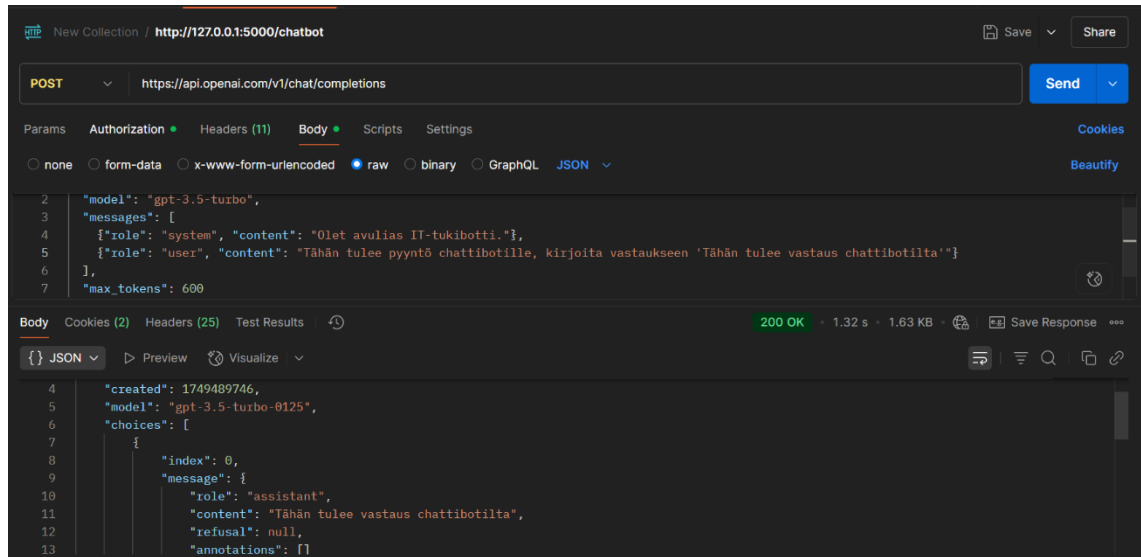 HTTP New Collection / http://127.0.0.1:5000/chatbot Save Share
POST https://api.openai.com/v1/chat/completions Send
Params Authorization Headers (11) Body Scripts Settings Cookies
none form-data x-www-form-urlencoded raw binary GraphQL JSON Beautify
2 "model": "gpt-3.5-turbo",
3 "messages": [
4 {"role": "system", "content": "Olet avulias IT-tukibotti."},
5 {"role": "user", "content": "Tähän tulee pyyntö chattibotille, kirjoita vastaukseen 'Tähän tulee vastaus chattibotilta'"}
6 ],
7 "max_tokens": 600
Body Cookies (2) Headers (25) Test Results 200 OK • 1.32 s • 1.63 KB • e.g. Save Response
{} JSON Preview Visualize
4 "created": 1749489746,
5 "model": "gpt-3.5-turbo-0125",
6 "choices": [
7 {
8 "index": 0,
9 "message": {
10 "role": "assistant",
11 "content": "Tähän tulee vastaus chattibotilta",
12 "refusal": null,
13 "annotations": []